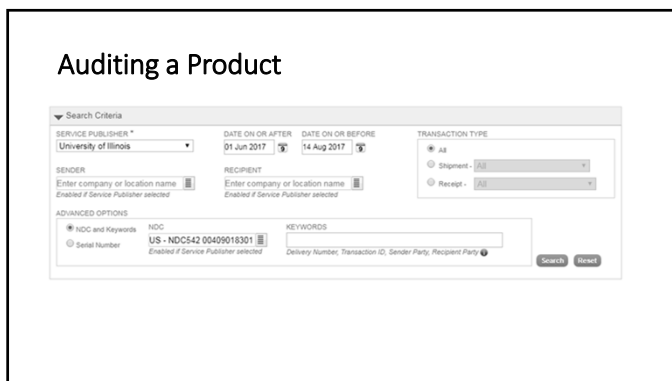 Auditing a Product
Search Criteria
SERVICE PUBLISHER * DATE ON OR AFTER DATE ON OR BEFORE TRANSACTION TYPE
University of Illinois 01 Jun 2017 14 Aug 2017 All
Shipment - All
SENDER RECIPIENT
Enter company or location name Enter company or location name Receipt - All
Enabled if Service Publisher selected Enabled if Service Publisher selected
ADVANCED OPTIONS
NDC and Keywords NDC KEYWORDS
Serial Number US - NDC542 00409018301
Enabled if Service Publisher selected Delivery Number, Transaction ID, Sender Party, Recipient Party
Search Reset